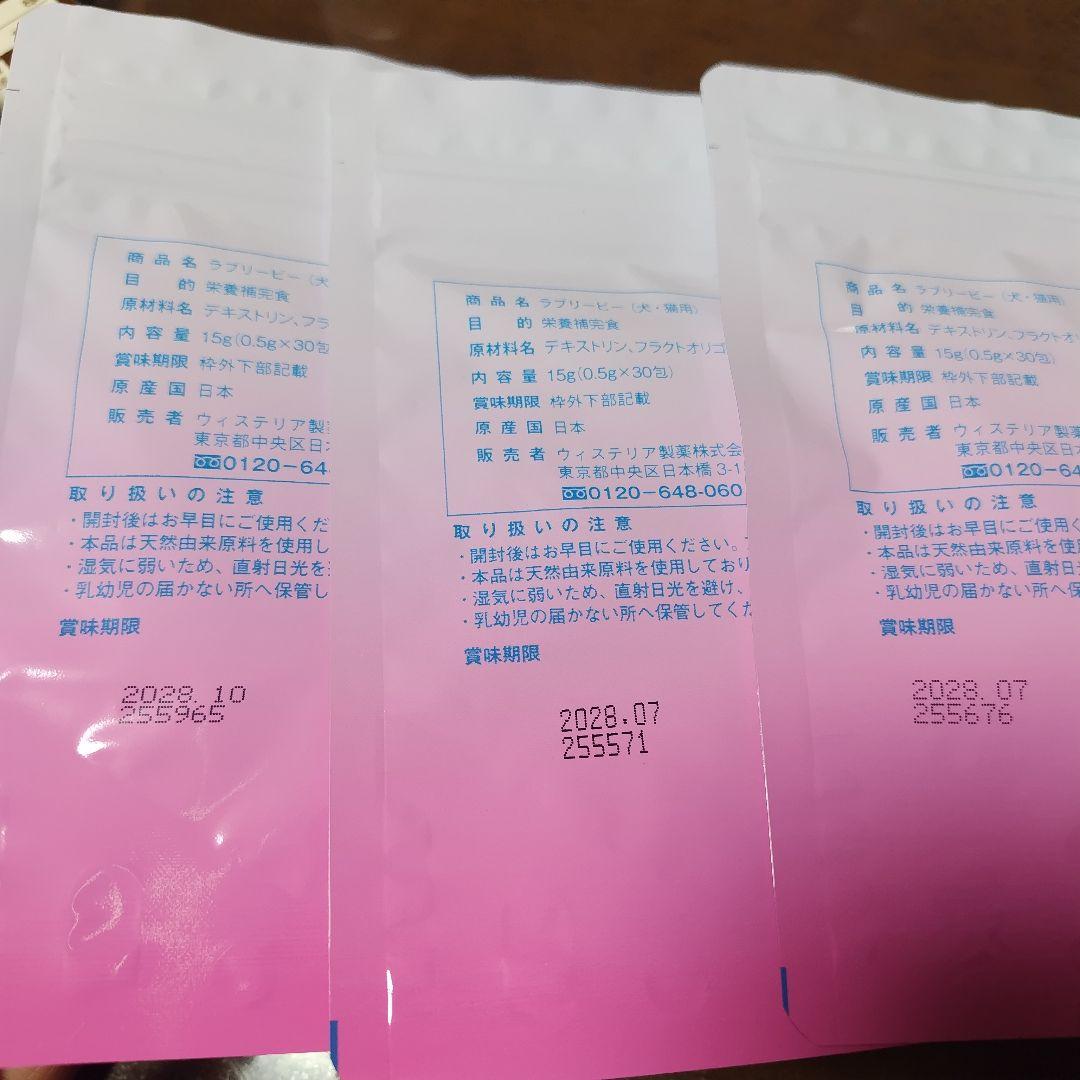 商品名 ラブリービー（犬
目的 栄養補完食
原材料名 デキストリン、フラ
内容量 15g(0.5g×30包
賞味期限 枠外下部記載
原産国 日本
販売者 ウィステリア製
東京都中央区日
0120-64
取り扱いの注意
・開封後はお早目にご使用くだ
・本品は天然由来原料を使用し
・湿気に弱いため、直射日光を
・乳幼児の届かない所へ保管し
賞味期限
2028.10
255965
商品名 ラブリービー（犬・猫用）
目的 栄養補完食
原材料名 デキストリン、フラクトオリゴ
内容量 15g(0.5g×30包)
賞味期限 枠外下部記載
原産国 日本
販売者 ウィステリア製薬株式会
東京都中央区日本橋3-1
0120-648-060
取り扱いの注意
・開封後はお早目にご使用ください。
・本品は天然由来原料を使用しており
・湿気に弱いため、直射日光を避け、
・乳幼児の届かない所へ保管してくだ
賞味期限
2028.07
255571
商品名 ラブリービー（犬・猫用）
目的 栄養補完食
原材料名 デキストリン、フラクトオリ
内容量 15g(0.5g×30包)
賞味期限 枠外下部記載
原産国 日本
販売者 ウィステリア製
東京都中央区日本
0120-64
取り扱いの注意
・開封後はお早目にご使用く
・本品は天然由来原料を使
・湿気に弱いため、直射日
・乳幼児の届かない所へ保
賞味期限
2028.07
255676